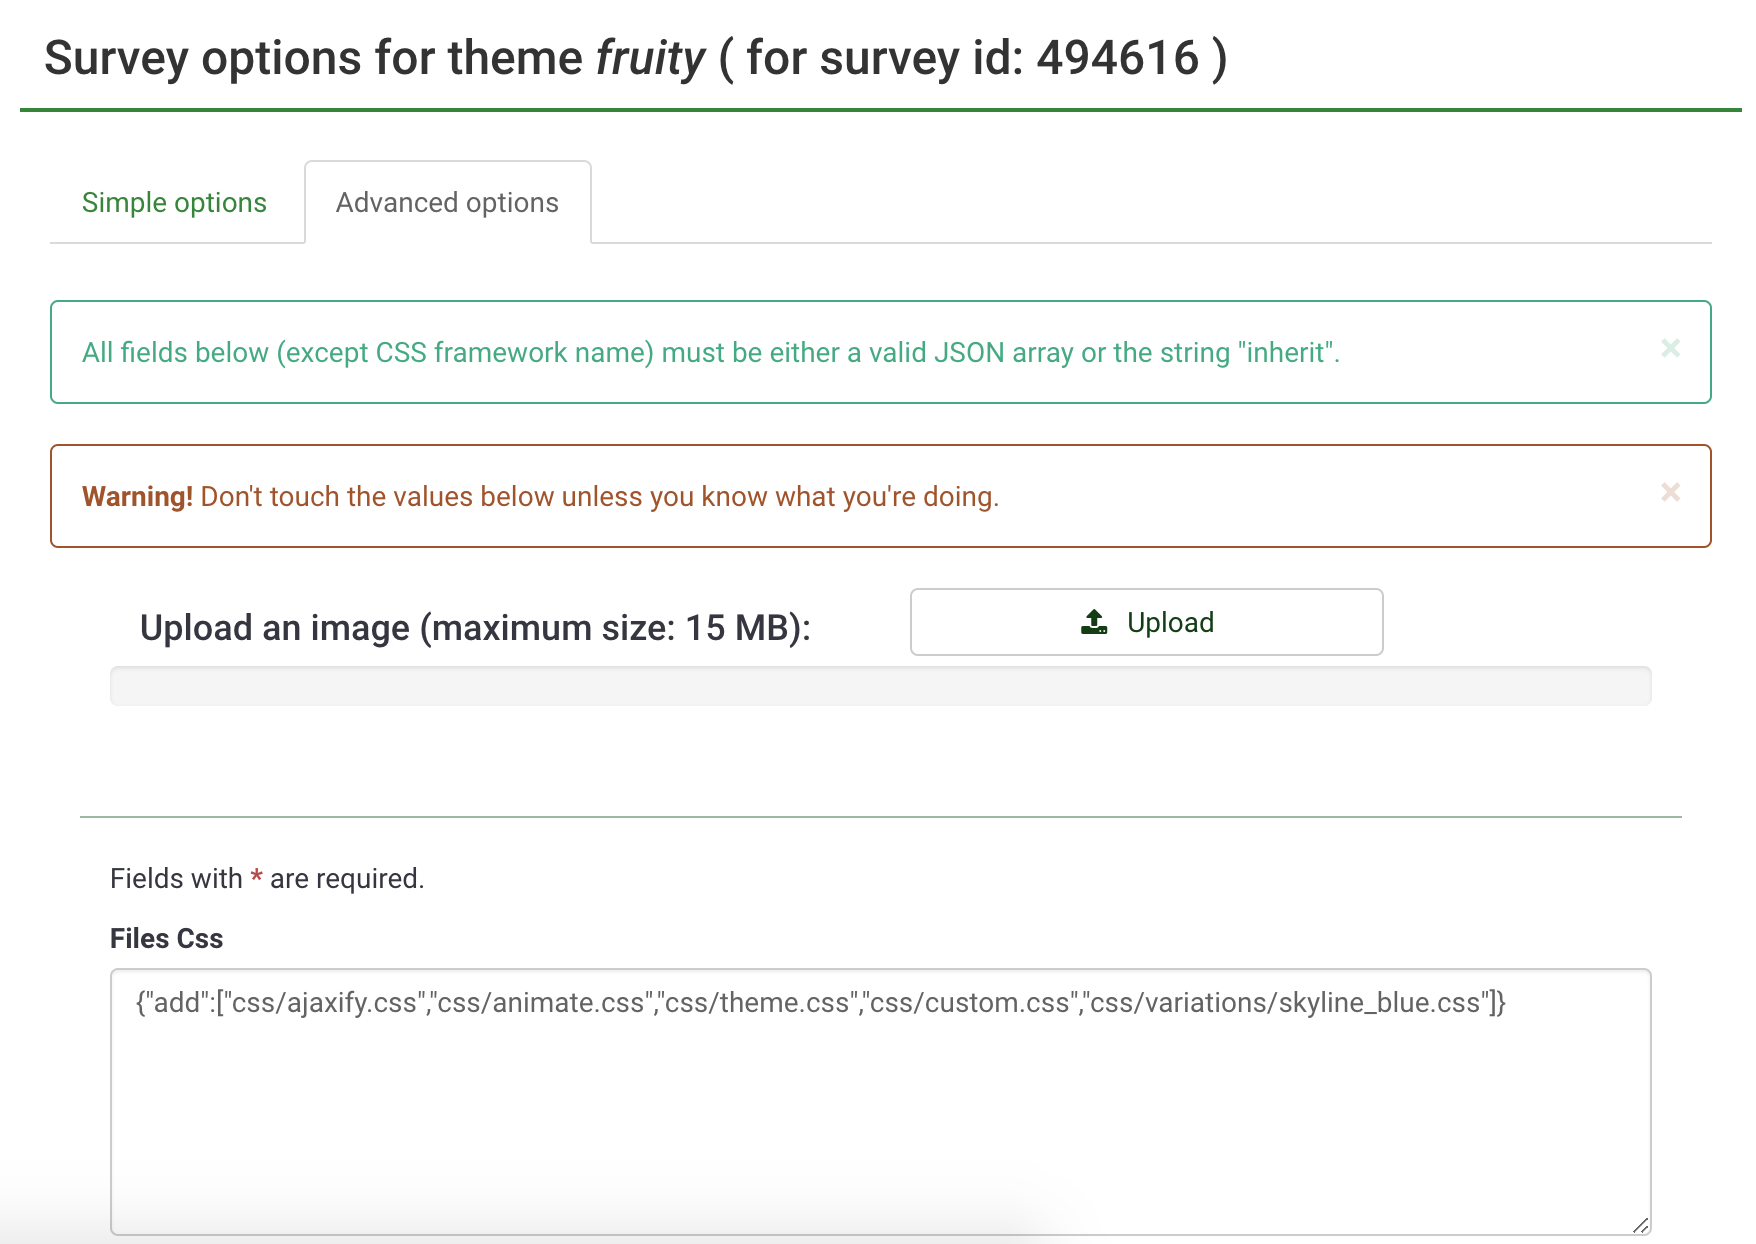 Survey options for theme fruity ( for survey id: 494616 )
Simple options
Advanced options
All fields below (except CSS framework name) must be either a valid JSON array or the string "inherit".
×
Warning! Don't touch the values below unless you know what you're doing.
×
Upload an image (maximum size: 15 MB):
Upload
Fields with * are required.
Files Css
{"add":["css/ajaxify.css","css/animate.css","css/theme.css","css/custom.css","css/variations/skyline_blue.css"]}